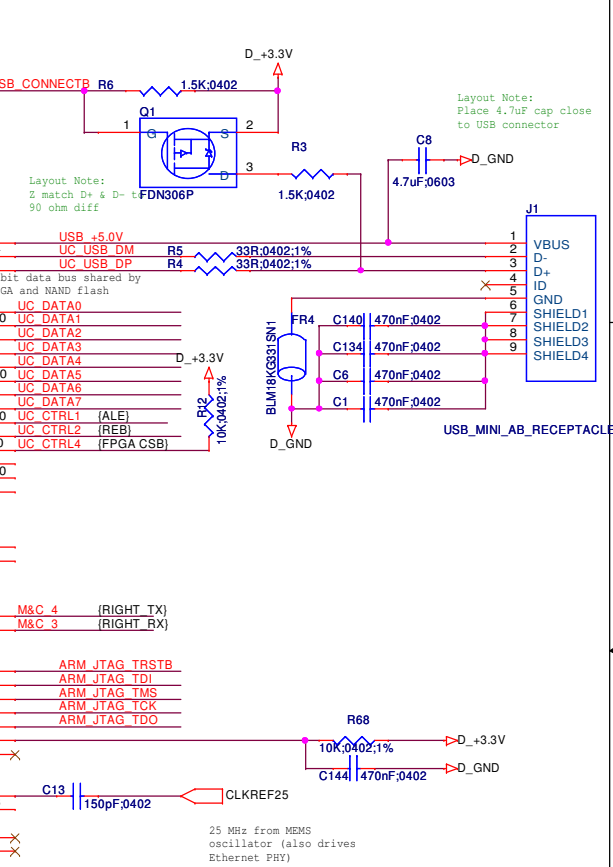 D_+3.3V
SB_CONNECTB
R6
1.5K;0402
Layout Note:
Place 4.7uF cap close
to USB connector
Q1
1
G
S
2
D
3
FDN306P
R3
1.5K;0402
C8
4.7uF;0603
D_GND
Layout Note:
Z match D+ & D- to
90 ohm diff
J1
USB_+5.0V
1
VBUS
UC_USB_DM
R5
33R;0402;1%
2
D-
UC_USB_DP
R4
33R;0402;1%
3
D+
4
ID
5
GND
6
SHIELD1
7
SHIELD2
8
SHIELD3
9
SHIELD4
USB_MINI_AB_RECEPTACLE
bit data bus shared by
GA and NAND flash
UC_DATA0
UC_DATA1
UC_DATA2
UC_DATA3
UC_DATA4
UC_DATA5
UC_DATA6
UC_DATA7
UC_CTRL1
{ALE}
UC_CTRL2
{REB}
UC_CTRL4
{FPGA CSB}
0
0
0
0
D_+3.3V
R12
10K;0402;1%
BLM18KG331SN1
FR4
C140
470nF;0402
C134
470nF;0402
C6
470nF;0402
C1
470nF;0402
D_GND
M&C_4
{RIGHT_TX}
M&C_3
{RIGHT_RX}
ARM_JTAG_TRSTB
ARM_JTAG_TDI
ARM_JTAG_TMS
ARM_JTAG_TCK
ARM_JTAG_TDO
R68
10K;0402;1%
D_+3.3V
C144
470nF;0402
D_GND
C13
150pF;0402
CLKREF25
25 MHz from MEMS
oscillator (also drives
Ethernet PHY)